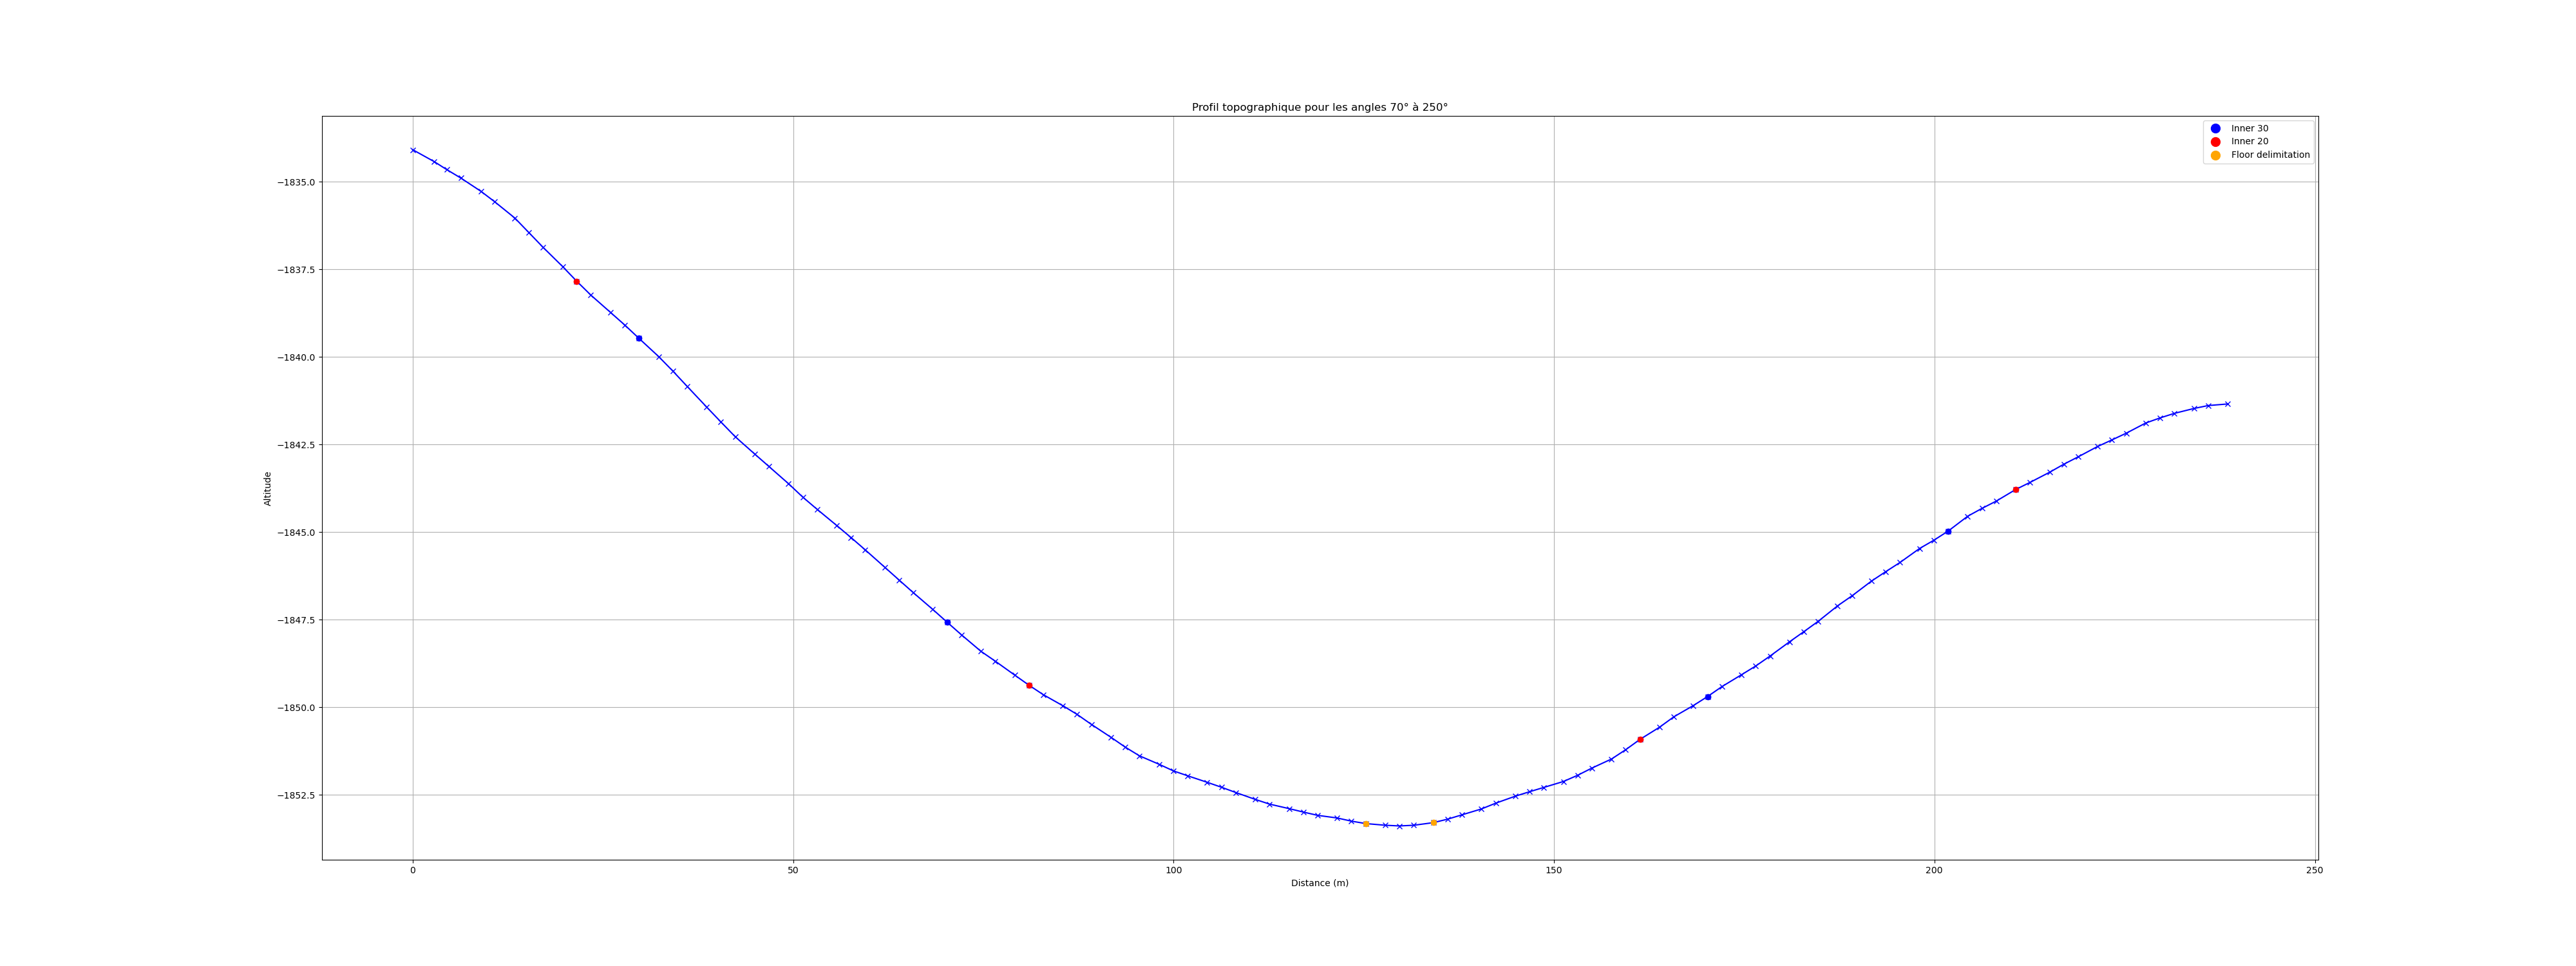 Profil topographique pour les angles 70° à 250°
Inner 30
Inner 20
Floor delimitation
−1835.0
−1837.5
−1840.0
−1842.5
−1845.0
−1847.5
−1850.0
−1852.5
Altitude
0 50 100 150 200 250
Distance (m)